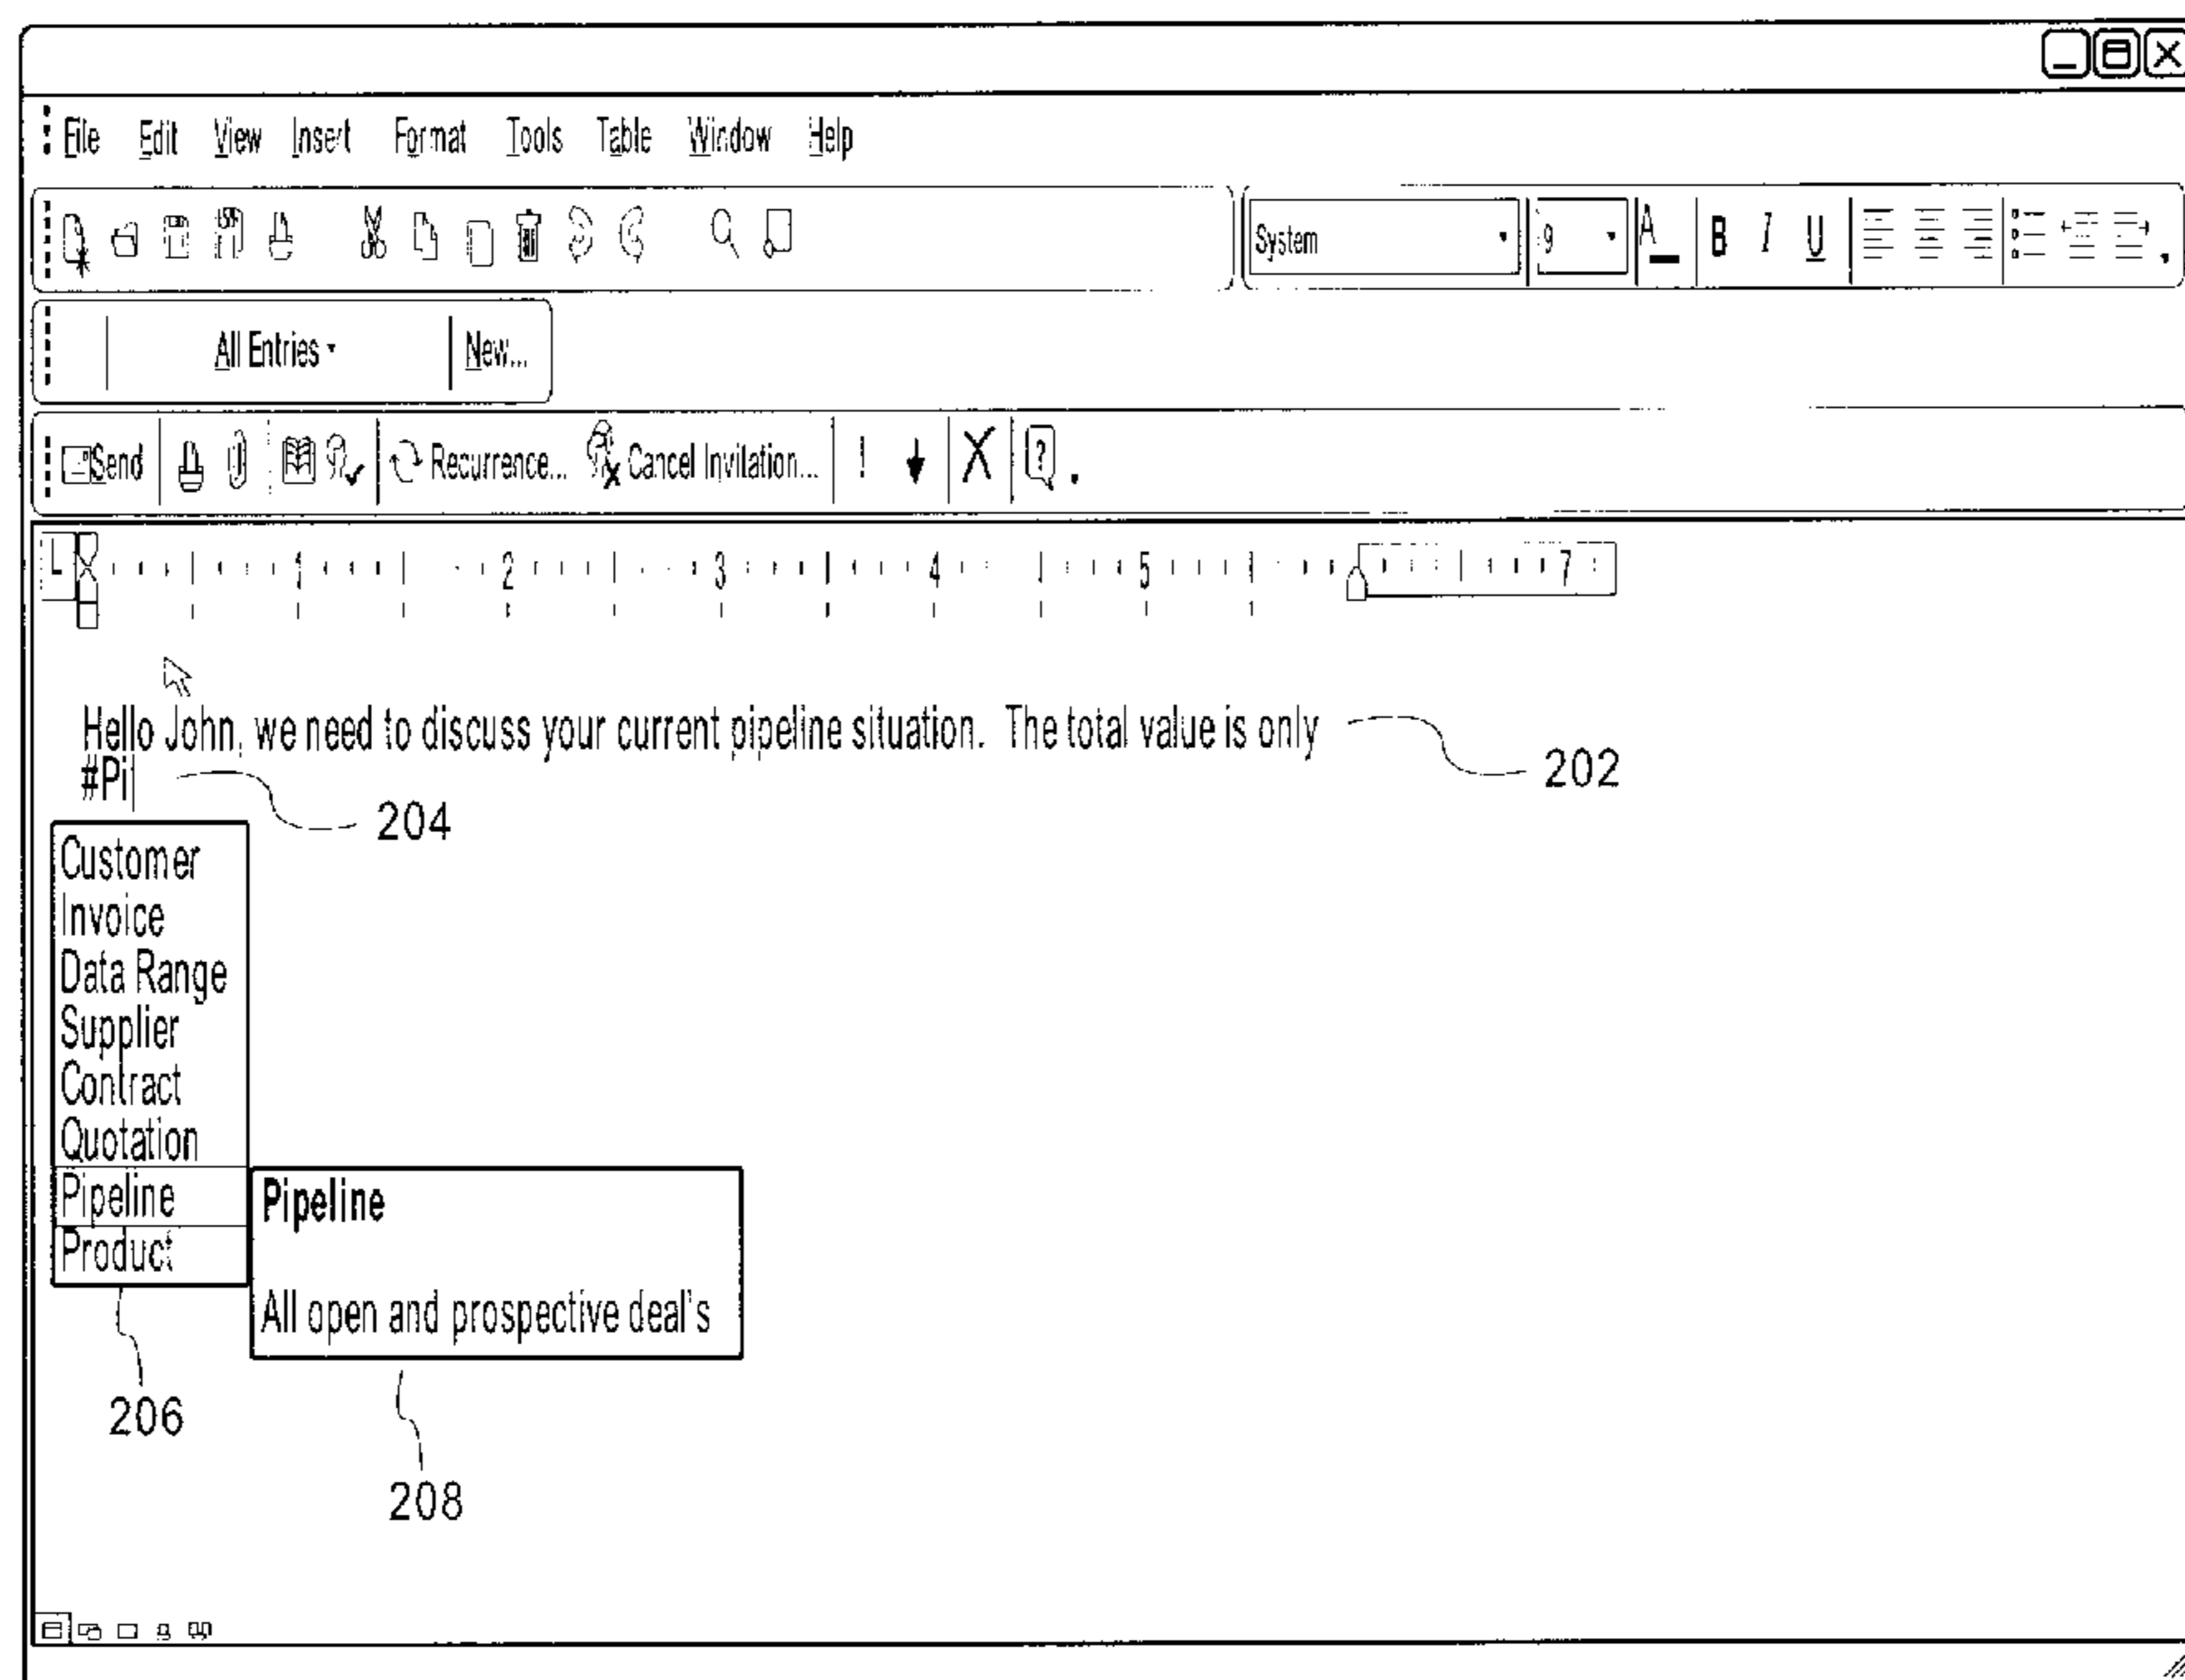 File Edit View Insert Format Tools Table Window Help
System 9 A B I U
All Entries New...
Send Recurrence... Cancel Invitation... ! X ?
L 1 2 3 4 5 7
Hello John, we need to discuss your current pipeline situation. The total value is only
202
#Pi
204
Customer
Invoice
Data Range
Supplier
Contract
Quotation
Pipeline
Product
Pipeline
All open and prospective deal's
206
208